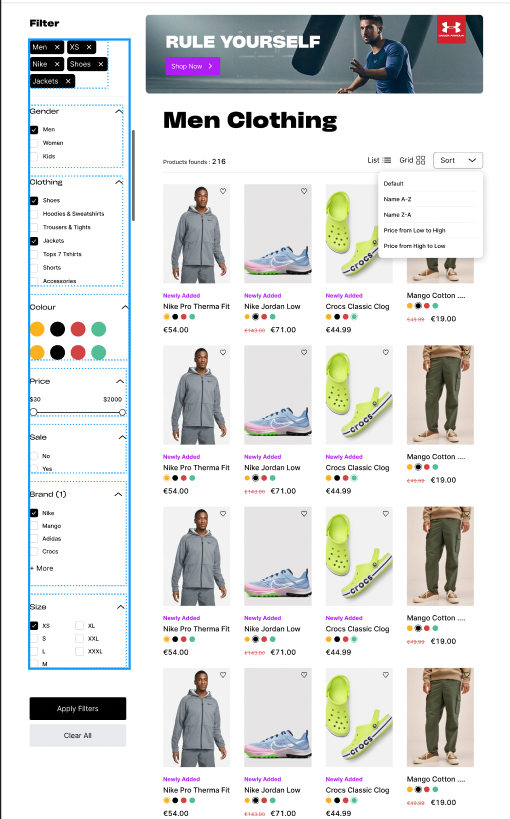 Filter
Men ✕ XS ✕
Nike ✕ Shoes ✕
Jackets ✕
Gender
Men
Women
Kids
Clothing
Shoes
Hoodies & Sweatshirts
Trousers & Tights
Jackets
Tops 7 Tshirts
Shorts
Accessories
Colour
Price
$30 $2000
Sale
No
Yes
Brand (1)
Nike
Mango
Adidas
Crocs
+ More
Size
XS XL
S XXL
L XXXL
M
Apply Filters
Clear All
RULE YOURSELF
Shop Now
UNDER ARMOUR
Men Clothing
Products founds : 216
List Grid Sort
Default
Name A-Z
Name Z-A
Price from Low to High
Price from High to Low
crocs
Newly Added Newly Added Newly Added
Nike Pro Therma Fit Nike Jordan Low Crocs Classic Clog Mango Cotton ....
€54.00 €143.00 €71.00 €44.99 €49.99 €19.00
crocs
Newly Added Newly Added Newly Added
Nike Pro Therma Fit Nike Jordan Low Crocs Classic Clog Mango Cotton ....
€54.00 €143.00 €71.00 €44.99 €49.99 €19.00
crocs
Newly Added Newly Added Newly Added
Nike Pro Therma Fit Nike Jordan Low Crocs Classic Clog Mango Cotton ....
€54.00 €143.00 €71.00 €44.99 €49.99 €19.00
crocs
Newly Added Newly Added Newly Added
Nike Pro Therma Fit Nike Jordan Low Crocs Classic Clog Mango Cotton ....
€54.00 €143.00 €71.00 €44.99 €49.99 €19.00